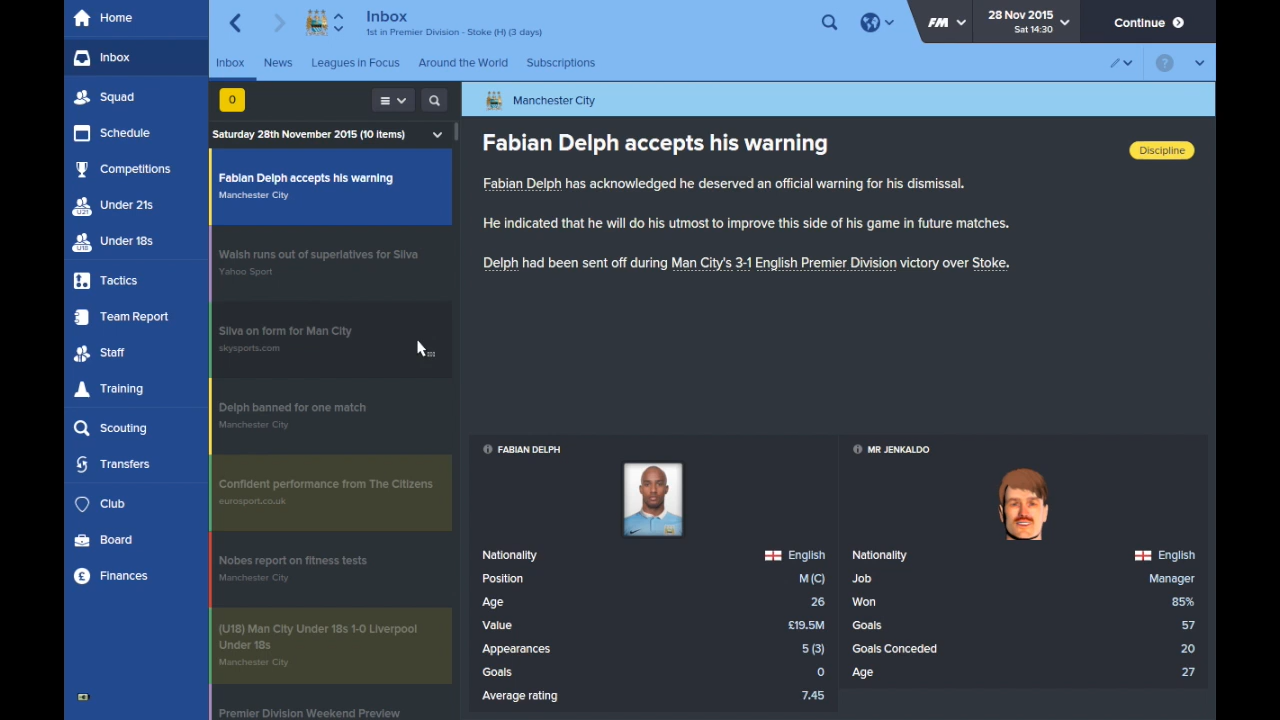 Home
Inbox
Squad
Schedule
Competitions
Under 21s
Under 18s
Tactics
Team Report
Staff
Training
Scouting
Transfers
Club
Board
Finances
Inbox
1st in Premier Division - Stoke (H) (3 days)
FM
28 Nov 2015
Sat 14:30
Continue
Inbox News Leagues in Focus Around the World Subscriptions
0
Saturday 28th November 2015 (10 items)
Fabian Delph accepts his warning
Manchester City
Walsh runs out of superlatives for Silva
Yahoo Sport
Silva on form for Man City
skysports.com
Delph banned for one match
Manchester City
Confident performance from The Citizens
eurosport.co.uk
Nobes report on fitness tests
Manchester City
(U18) Man City Under 18s 1-0 Liverpool
Under 18s
Manchester City
Premier Division Weekend Preview
Manchester City
Fabian Delph accepts his warning
Discipline
Fabian Delph has acknowledged he deserved an official warning for his dismissal.
He indicated that he will do his utmost to improve this side of his game in future matches.
Delph had been sent off during Man City's 3-1 English Premier Division victory over Stoke.
FABIAN DELPH
Nationality English
Position M (C)
Age 26
Value £19.5M
Appearances 5 (3)
Goals 0
Average rating 7.45
MR JENKALDO
Nationality English
Job Manager
Won 85%
Goals 57
Goals Conceded 20
Age 27